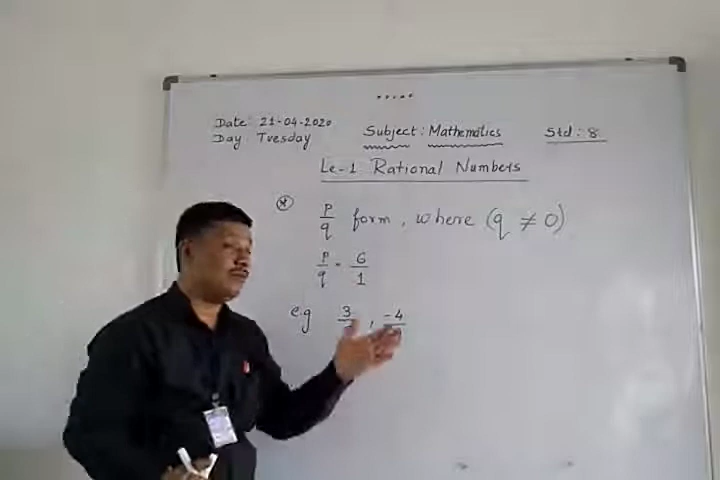 Date: 21-04-2020
Day: Tuesday
Subject: Mathematics
Std: 8
Le-1 Rational Numbers
* p/q form, where (q ≠ 0)
p/q = 6/1
e.g 3, -4